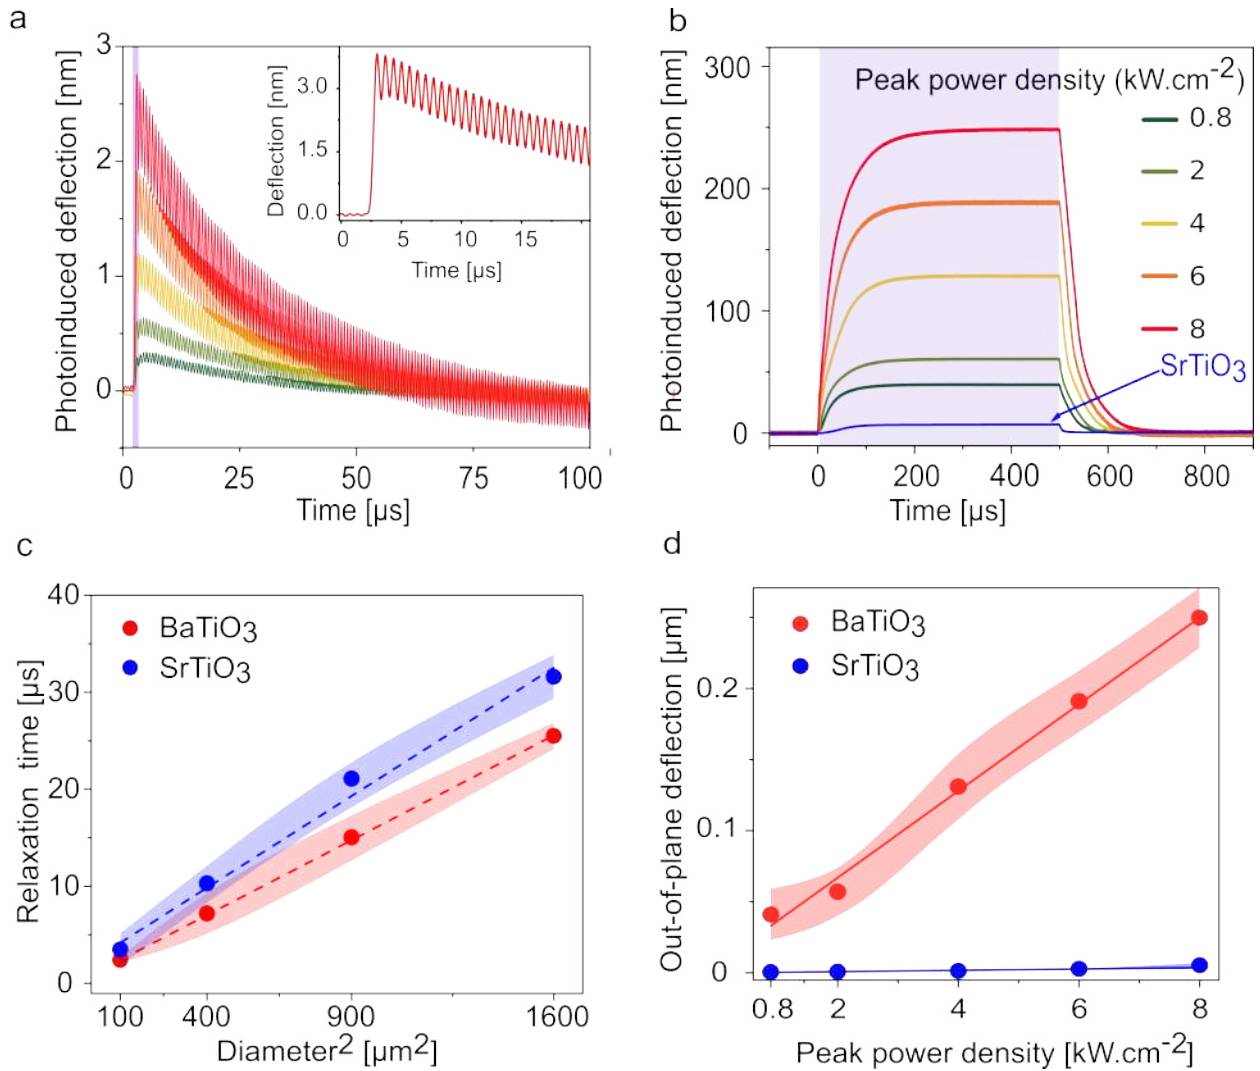 a
Photoinduced deflection [nm]
3
2
1
0
0
25
50
75
100
Time [µs]
Deflection [nm]
3.0
1.5
0.0
0
5
10
15
Time [µs]
b
Photoinduced deflection [nm]
300
200
100
0
0
200
400
600
800
Time [µs]
Peak power density (kW.cm-2)
0.8
2
4
6
8
SrTiO3
c
Relaxation time [µs]
40
30
20
10
0
100
400
900
1600
Diameter2 [µm2]
BaTiO3
SrTiO3
d
Out-of-plane deflection [µm]
0.2
0.1
0
0.8
2
4
6
8
Peak power density [kW.cm-2]
BaTiO3
SrTiO3